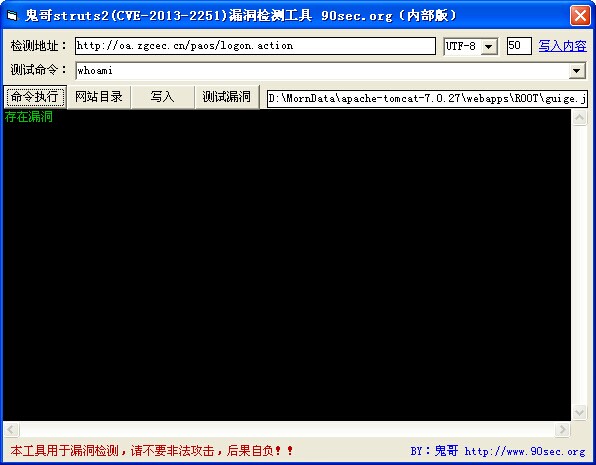 鬼哥struts2(CVE-2013-2251)漏洞检测工具 90sec.org（内部版）
检测地址： http://oa.zgcec.cn/paos/logon.action UTF-8 50 写入内容
测试命令： whoami
命令执行 网站目录 写入 测试漏洞 D:\MornData\apache-tomcat-7.0.27\webapps\ROOT\guige.j
存在漏洞
本工具用于漏洞检测，请不要非法攻击，后果自负！！ BY：鬼哥 http://www.90sec.org